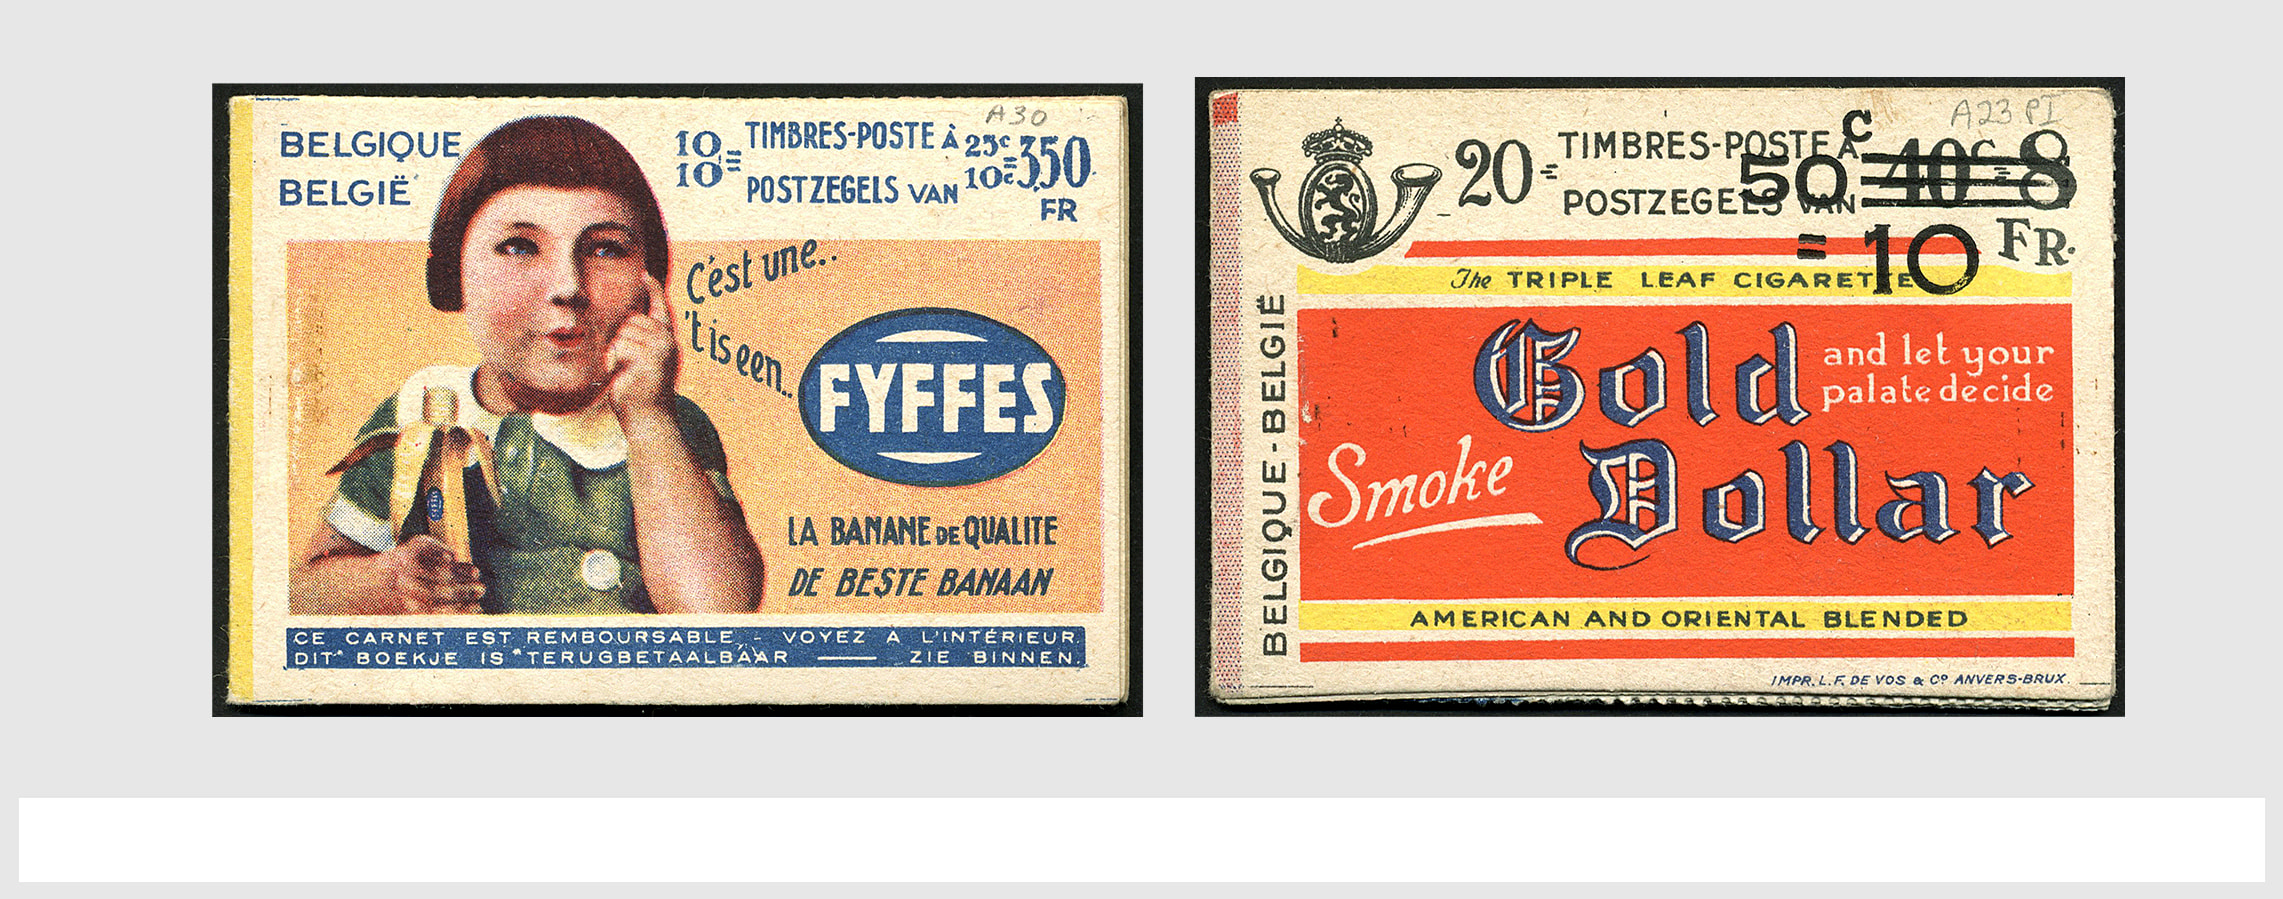 A30
BELGIQUE
BELGIË
10 = TIMBRES-POSTE À 25c = 3,50
10 POSTZEGELS VAN 10c FR
C'est une..
't is een..
FYFFES
LA BANANE DE QUALITE
DE BESTE BANAAN
CE CARNET EST REMBOURSABLE - VOYEZ A L'INTÉRIEUR.
DIT BOEKJE IS TERUGBETAALBAAR — ZIE BINNEN.
A23 PI
20 = TIMBRES-POSTE À 40c = 8
POSTZEGELS VAN FR.
50 c
= 10
The TRIPLE LEAF CIGARETTE
BELGIQUE-BELGIË
Gold and let your
palate decide
Smoke Dollar
AMERICAN AND ORIENTAL BLENDED
IMPR. L.F. DE VOS & Co ANVERS-BRUX.